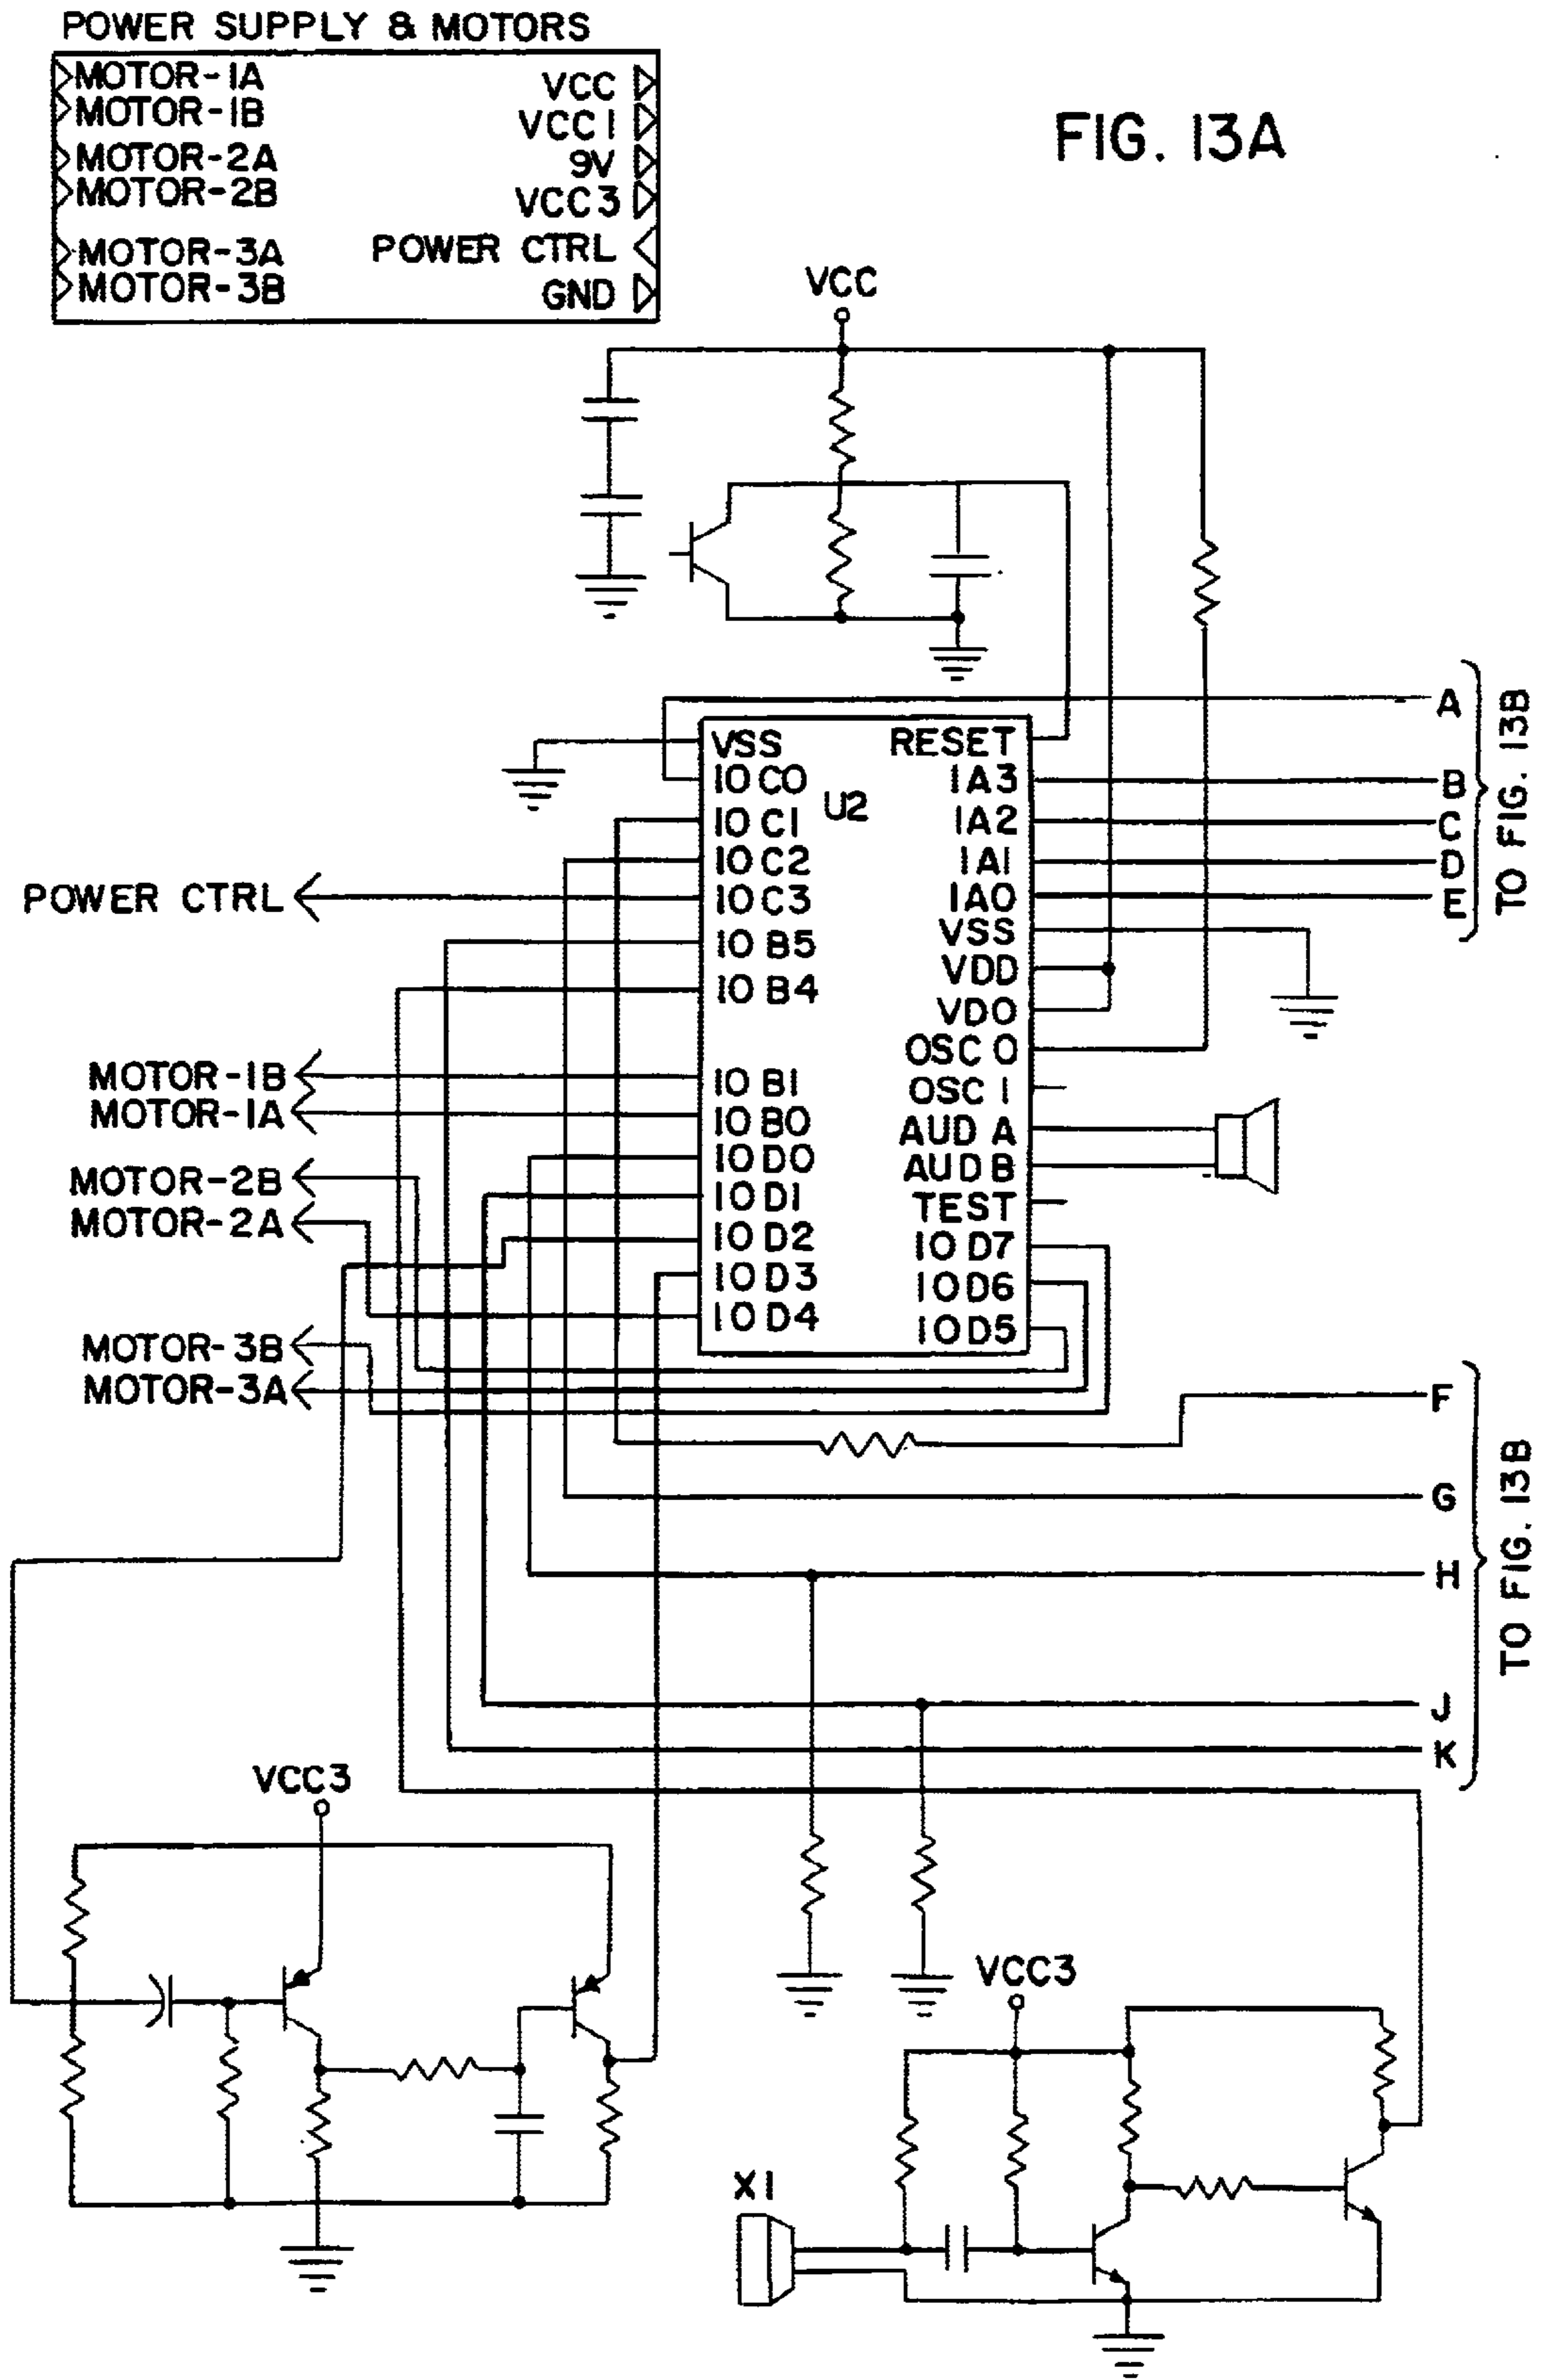 POWER SUPPLY & MOTORS
MOTOR-1A
MOTOR-1B
MOTOR-2A
MOTOR-2B
MOTOR-3A
MOTOR-3B
VCC
VCC1
9V
VCC3
POWER CTRL
GND
FIG. 13A
VCC
A
B
C
D
E
TO FIG. 13B
U2
VSS
IO C0
IO C1
IO C2
IO C3
IO B5
IO B4
IO B1
IO B0
IO D0
IO D1
IO D2
IO D3
IO D4
RESET
IA3
IA2
IA1
IA0
VSS
VDD
VDO
OSC O
OSC I
AUD A
AUD B
TEST
IO D7
IO D6
IO D5
POWER CTRL
MOTOR-1B
MOTOR-1A
MOTOR-2B
MOTOR-2A
MOTOR-3B
MOTOR-3A
F
G
H
J
K
TO FIG. 13B
VCC3
VCC3
X1